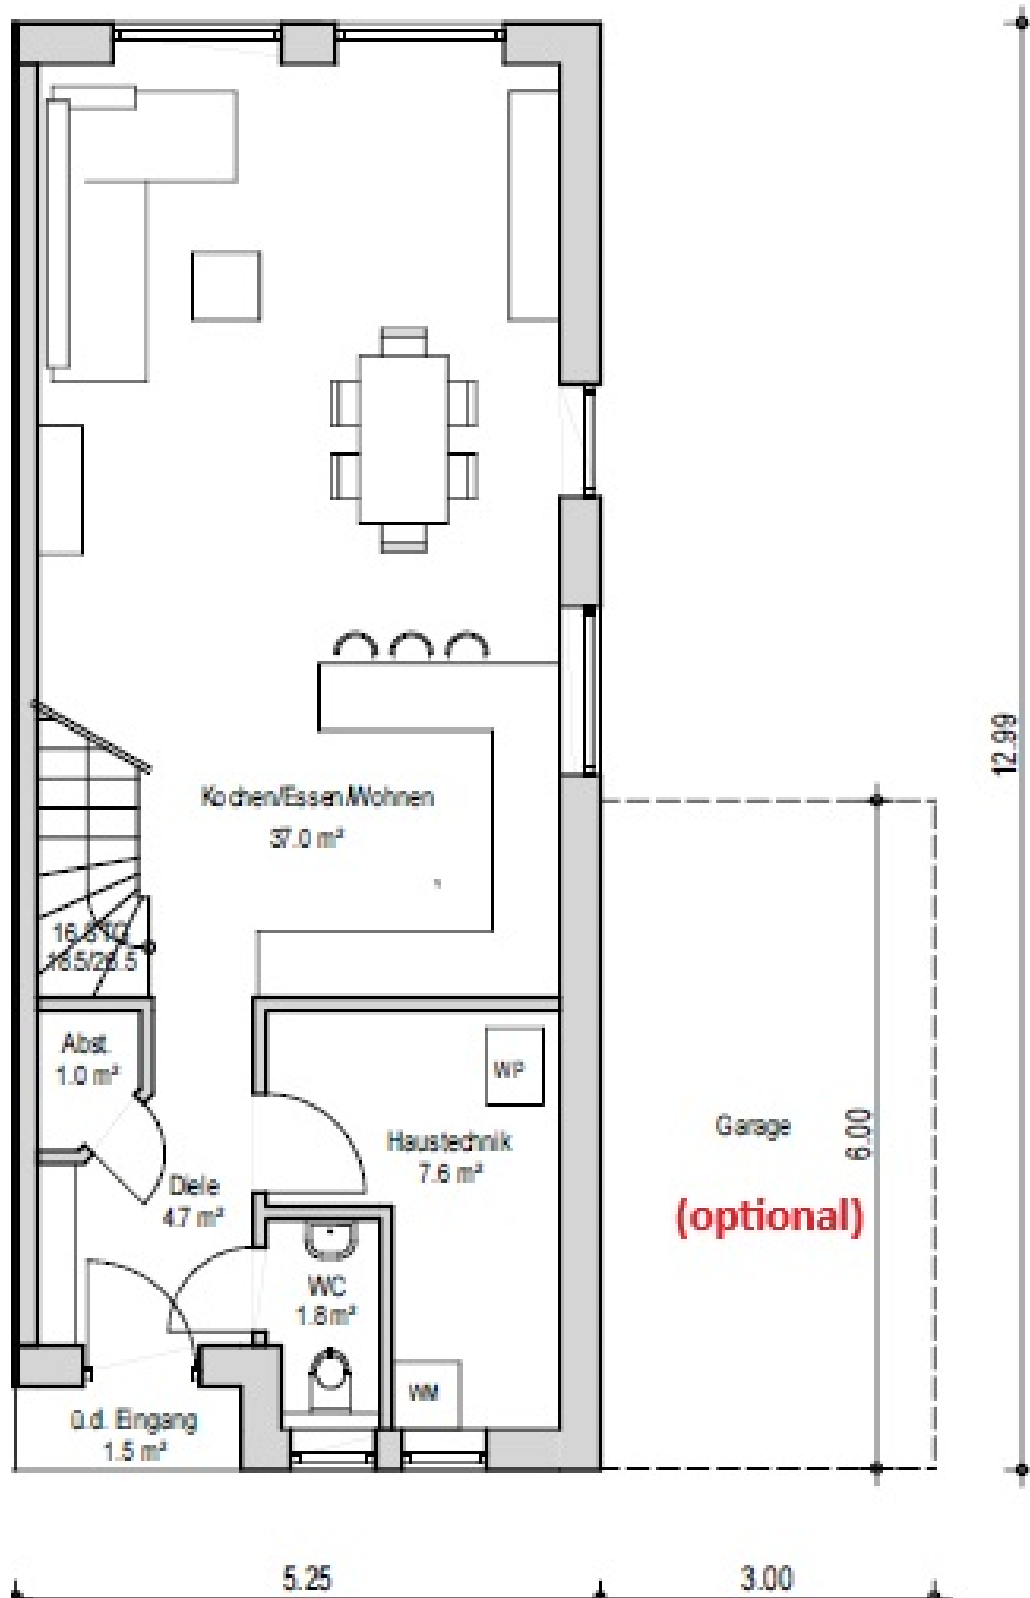 12.99
Kochen/Essen/Wohnen
37.0 m²
Abst.
1.0 m²
WP
Haustechnik
7.6 m²
Garage
6.00
(optional)
Diele
4.7 m²
WC
1.8 m²
WM
ü.d. Eingang
1.5 m²
5.25
3.00